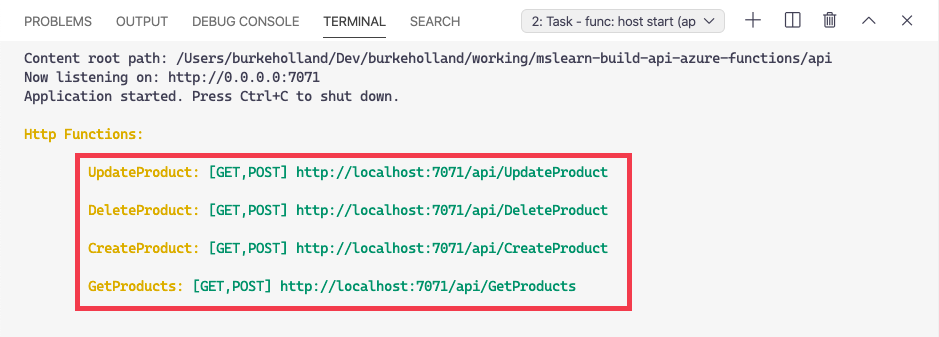 PROBLEMS OUTPUT DEBUG CONSOLE TERMINAL SEARCH 2: Task - func: host start (ap
Content root path: /Users/burkeholland/Dev/burkeholland/working/mslearn-build-api-azure-functions/api
Now listening on: http://0.0.0.0:7071
Application started. Press Ctrl+C to shut down.
Http Functions:
UpdateProduct: [GET,POST] http://localhost:7071/api/UpdateProduct
DeleteProduct: [GET,POST] http://localhost:7071/api/DeleteProduct
CreateProduct: [GET,POST] http://localhost:7071/api/CreateProduct
GetProducts: [GET,POST] http://localhost:7071/api/GetProducts